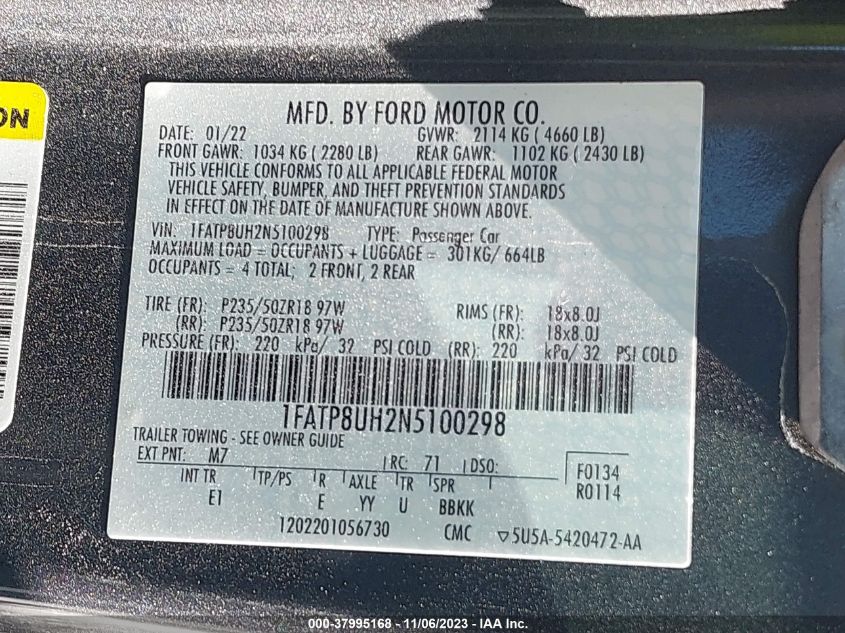 ON
MFD. BY FORD MOTOR CO.
DATE: 01/22 GVWR: 2114 KG ( 4660 LB)
FRONT GAWR: 1034 KG ( 2280 LB) REAR GAWR: 1102 KG ( 2430 LB)
THIS VEHICLE CONFORMS TO ALL APPLICABLE FEDERAL MOTOR
VEHICLE SAFETY, BUMPER, AND THEFT PREVENTION STANDARDS
IN EFFECT ON THE DATE OF MANUFACTURE SHOWN ABOVE.
VIN: 1FATP8UH2N5100298 TYPE: Passenger Car
MAXIMUM LOAD = OCCUPANTS + LUGGAGE = 301KG/ 664LB
OCCUPANTS = 4 TOTAL; 2 FRONT, 2 REAR
TIRE (FR): P235/50ZR18 97W RIMS (FR): 18x8.0J
(RR): P235/50ZR18 97W (RR): 18x8.0J
PRESSURE (FR): 220 kPa/ 32 PSI COLD (RR): 220 kPa/ 32 PSI COLD
1FATP8UH2N5100298
TRAILER TOWING - SEE OWNER GUIDE
EXT PNT: M7 RC: 71 DSO: F0134
INT TR TP/PS R AXLE TR SPR R0114
E1 E YY U BBKK
1202201056730 CMC ▽5U5A-5420472-AA
000-37995168 - 11/06/2023 - IAA Inc.